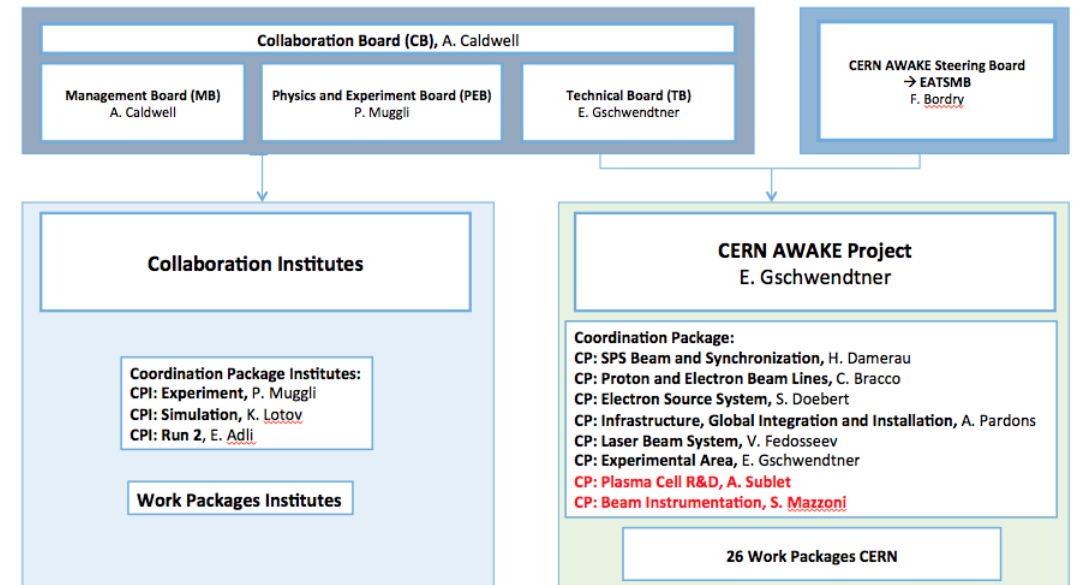 Collaboration Board (CB), A. Caldwell
Management Board (MB)
A. Caldwell
Physics and Experiment Board (PEB)
P. Muggli
Technical Board (TB)
E. Gschwendtner
CERN AWAKE Steering Board
→ EATSMB
F. Bordry
Collaboration Institutes
Coordination Package Institutes:
CPI: Experiment, P. Muggli
CPI: Simulation, K. Lotov
CPI: Run 2, E. Adli
Work Packages Institutes
CERN AWAKE Project
E. Gschwendtner
Coordination Package:
CP: SPS Beam and Synchronization, H. Damerau
CP: Proton and Electron Beam Lines, C. Bracco
CP: Electron Source System, S. Doebert
CP: Infrastructure, Global Integration and Installation, A. Pardons
CP: Laser Beam System, V. Fedosseev
CP: Experimental Area, E. Gschwendtner
CP: Plasma Cell R&D, A. Sublet
CP: Beam Instrumentation, S. Mazzoni
26 Work Packages CERN